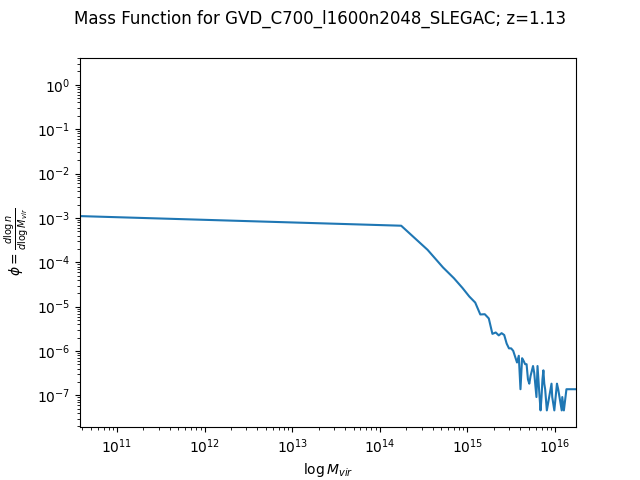 Mass Function for GVD_C700_l1600n2048_SLEGAC; z=1.13
10⁰
10⁻¹
10⁻²
10⁻³
10⁻⁴
10⁻⁵
10⁻⁶
10⁻⁷
ϕ = d log n / d log M_vir
10¹¹ 10¹² 10¹³ 10¹⁴ 10¹⁵ 10¹⁶
log M_vir